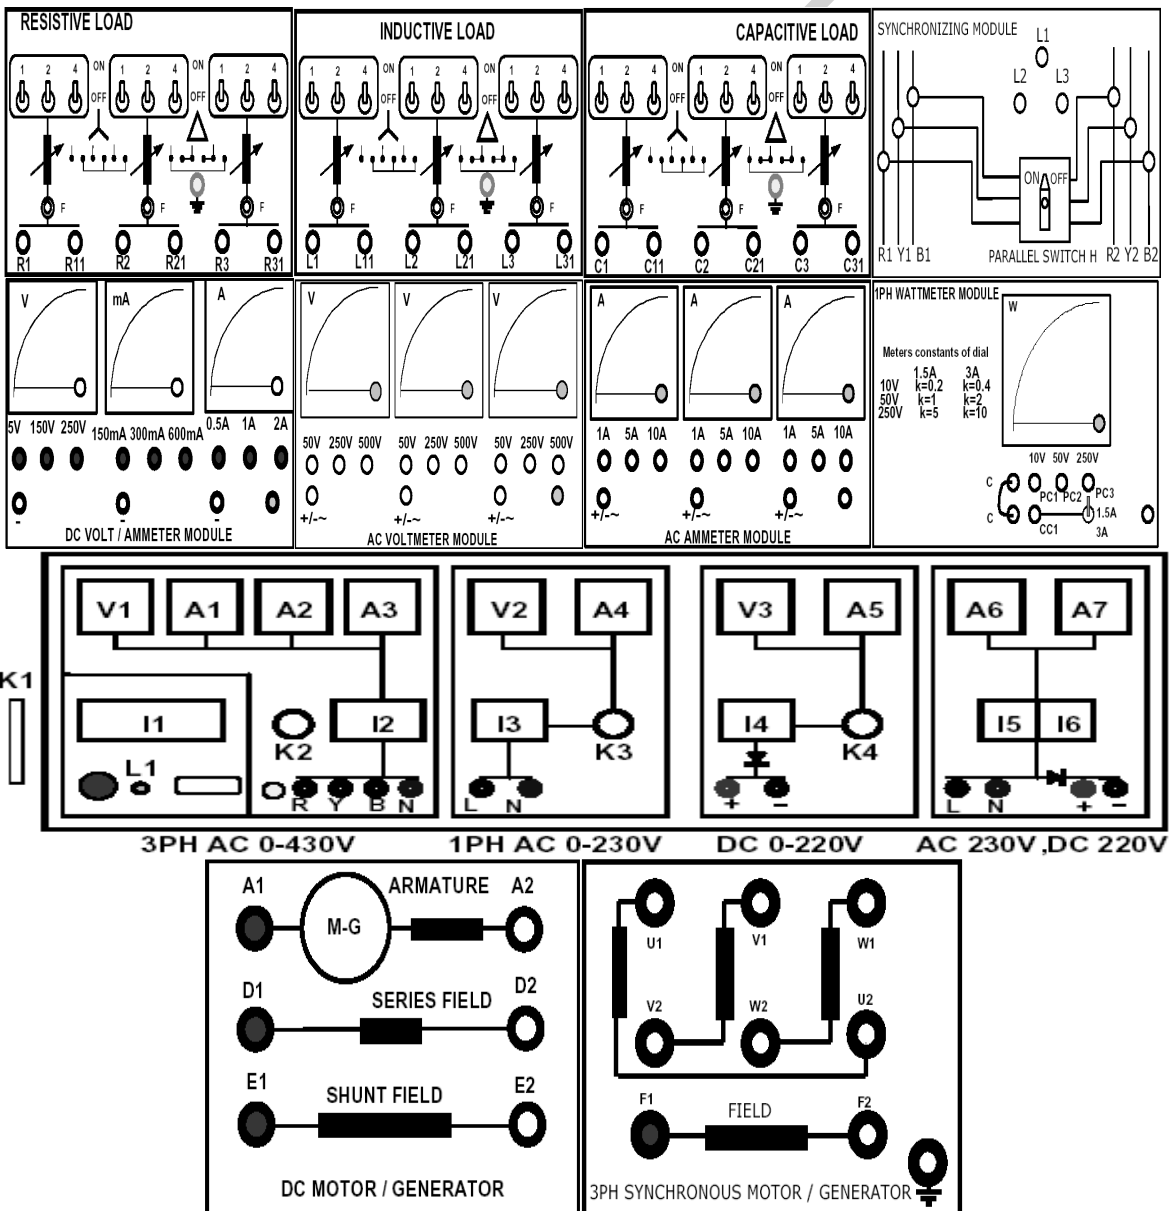 RESISTIVE LOAD
1 2 4 ON 1 2 4 1 2 4
OFF
F F F
R1 R11 R2 R21 R3 R31
INDUCTIVE LOAD
1 2 4 ON 1 2 4 ON 1 2 4
OFF OFF
F F F
L1 L11 L2 L21 L3 L31
CAPACITIVE LOAD
1 2 4 ON 1 2 4 ON 1 2 4
OFF OFF
F F F
C1 C11 C2 C21 C3 C31
SYNCHRONIZING MODULE
L1
L2 L3
ON OFF
R1 Y1 B1 PARALLEL SWITCH H R2 Y2 B2
V mA A
5V 150V 250V 150mA 300mA 600mA 0.5A 1A 2A
- - -
DC VOLT / AMMETER MODULE
V V V
50V 250V 500V 50V 250V 500V 50V 250V 500V
+/-~ +/-~ +/-~
AC VOLTMETER MODULE
A A A
1A 5A 10A 1A 5A 10A 1A 5A 10A
+/-~ +/-~ +/-~
AC AMMETER MODULE
1PH WATTMETER MODULE
W
Meters constants of dial
1.5A 3A
10V k=0.2 k=0.4
50V k=1 k=2
250V k=5 k=10
10V 50V 250V
C PC1 PC2 PC3
C CC1 1.5A
3A
V1 A1 A2 A3 V2 A4 V3 A5 A6 A7
K1
I1 I2 I3 I4 I5 I6
K2 K3 K4
L1
R Y B N L N + - L N + -
3PH AC 0-430V 1PH AC 0-230V DC 0-220V AC 230V ,DC 220V
A1 ARMATURE A2
M-G
D1 SERIES FIELD D2
E1 SHUNT FIELD E2
DC MOTOR / GENERATOR
U1 V1 W1
V2 W2 U2
F1 FIELD F2
3PH SYNCHRONOUS MOTOR / GENERATOR